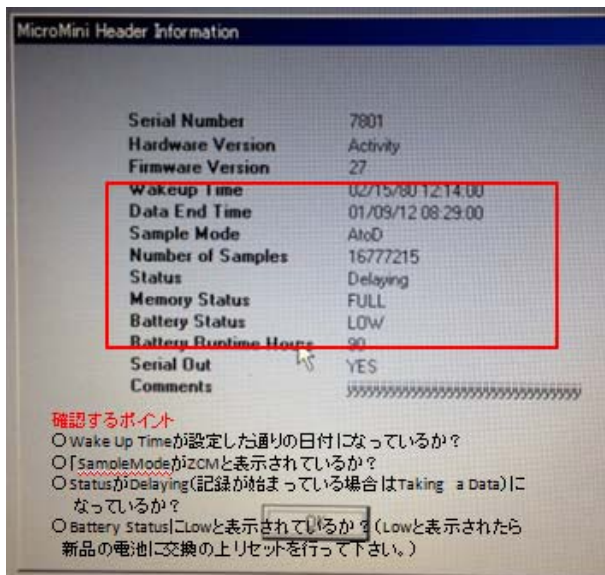 MicroMini Header Information
Serial Number 7801
Hardware Version Activity
Firmware Version 27
Wakeup Time 02/15/80 12:14:00
Data End Time 01/09/12 08:29:00
Sample Mode AtoD
Number of Samples 16777215
Status Delaying
Memory Status FULL
Battery Status LOW
Battery Runtime Hours 90
Serial Out YES
Comments
確認するポイント
○Wake Up Timeが設定した通りの日付になっているか？
○「SampleModeがZCMと表示されているか？
○StatusがDelaying(記録が始まっている場合はTaking a Data)に
なっているか？
○Battery StatusにLowと表示されているか？(Lowと表示されたら
新品の電池に交換の上リセットを行って下さい。)
OK